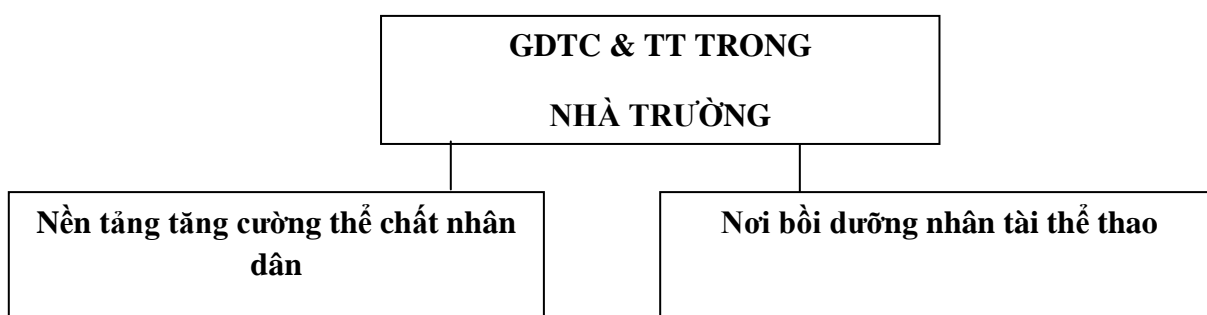 GDTC & TT TRONG
NHÀ TRƯỜNG
Nền tảng tăng cường thể chất nhân
dân
Nơi bồi dưỡng nhân tài thể thao